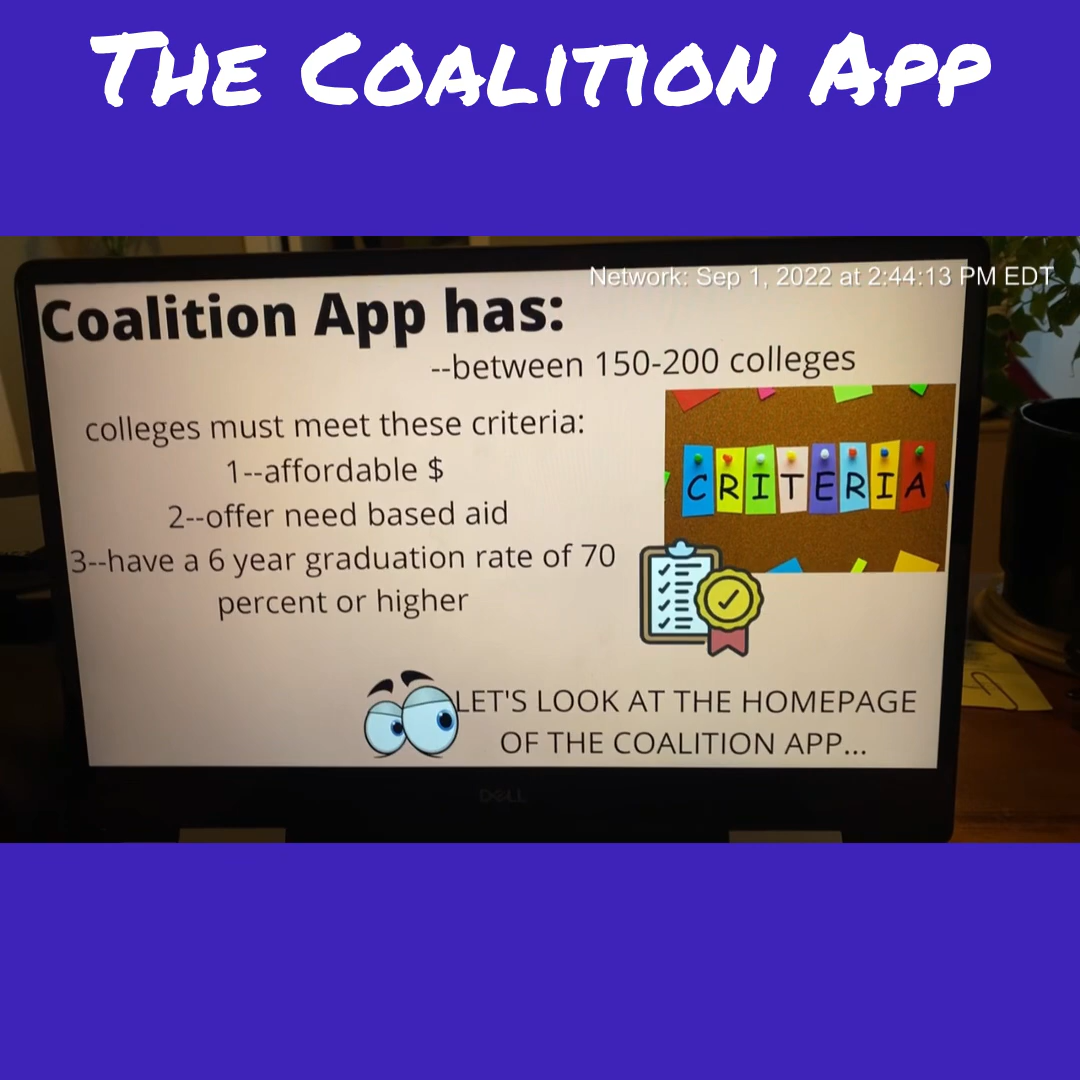 THE COALITION APP
Network: Sep 1, 2022 at 2:44:13 PM EDT
Coalition App has:
--between 150-200 colleges
colleges must meet these criteria:
1--affordable $
2--offer need based aid
3--have a 6 year graduation rate of 70
percent or higher
CRITERIA
LET'S LOOK AT THE HOMEPAGE
OF THE COALITION APP...
DELL